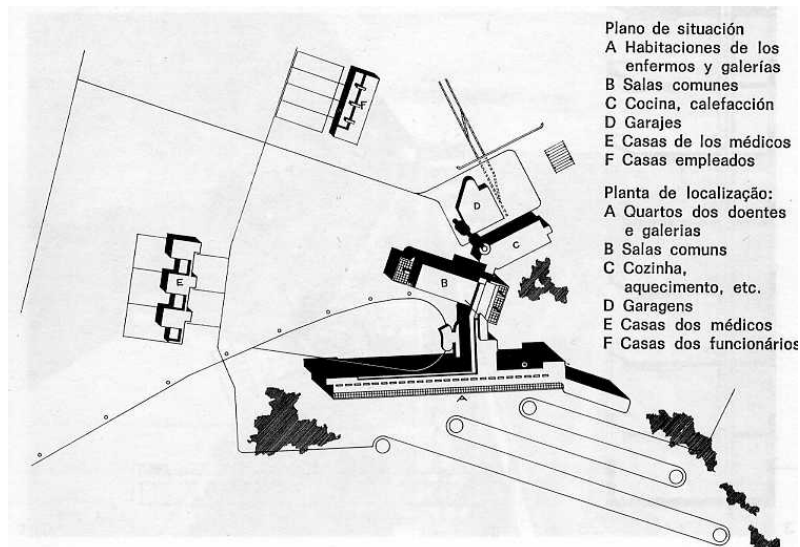 Plano de situación
A Habitaciones de los
enfermos y galerías
B Salas comunes
C Cocina, calefacción
D Garajes
E Casas de los médicos
F Casas empleados
Planta de localização:
A Quartos dos doentes
e galerias
B Salas comuns
C Cozinha,
aquecimento, etc.
D Garagens
E Casas dos médicos
F Casas dos funcionários
F
D
C
B
E
A